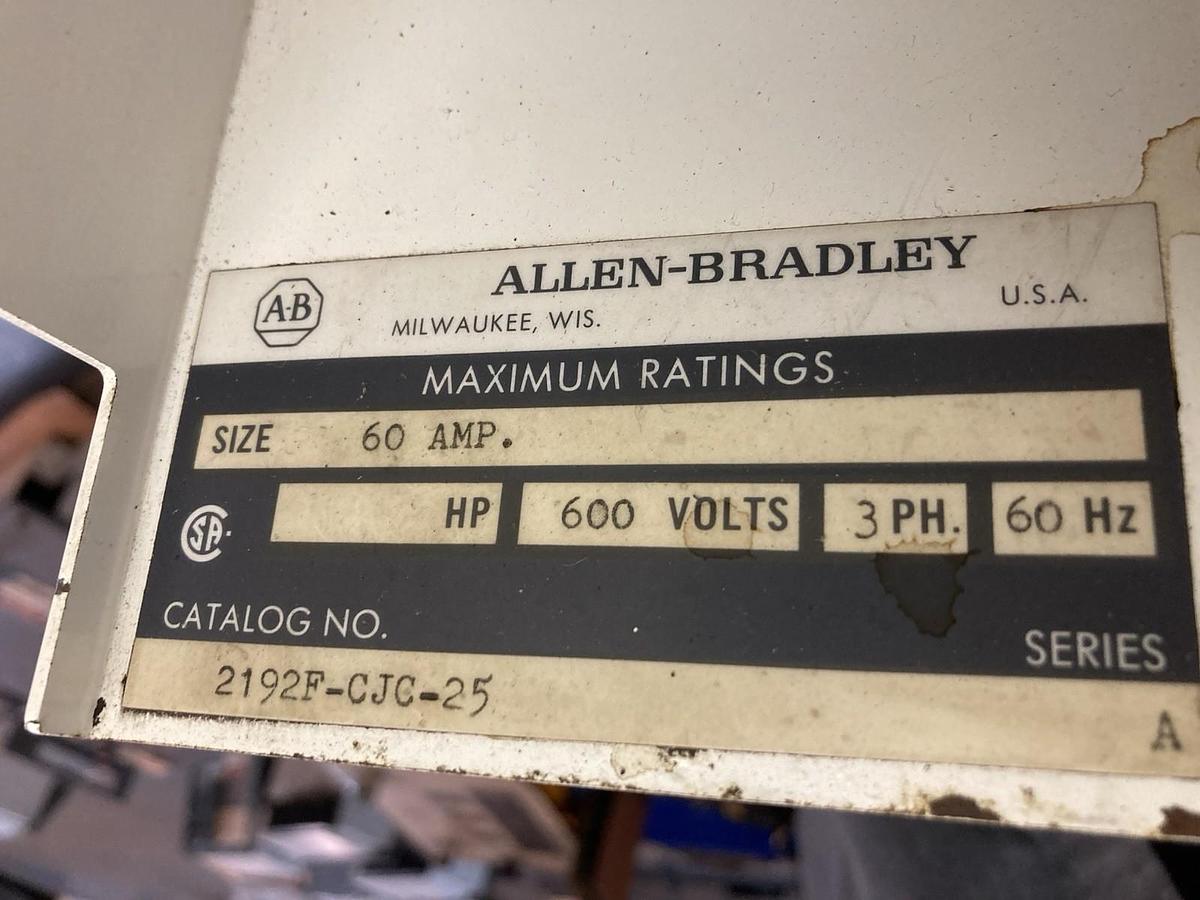 A-B
ALLEN-BRADLEY
MILWAUKEE, WIS.
U.S.A.
MAXIMUM RATINGS
SIZE 60 AMP.
SA HP 600 VOLTS 3 PH. 60 Hz
CATALOG NO. SERIES
2192F-CJC-25 A